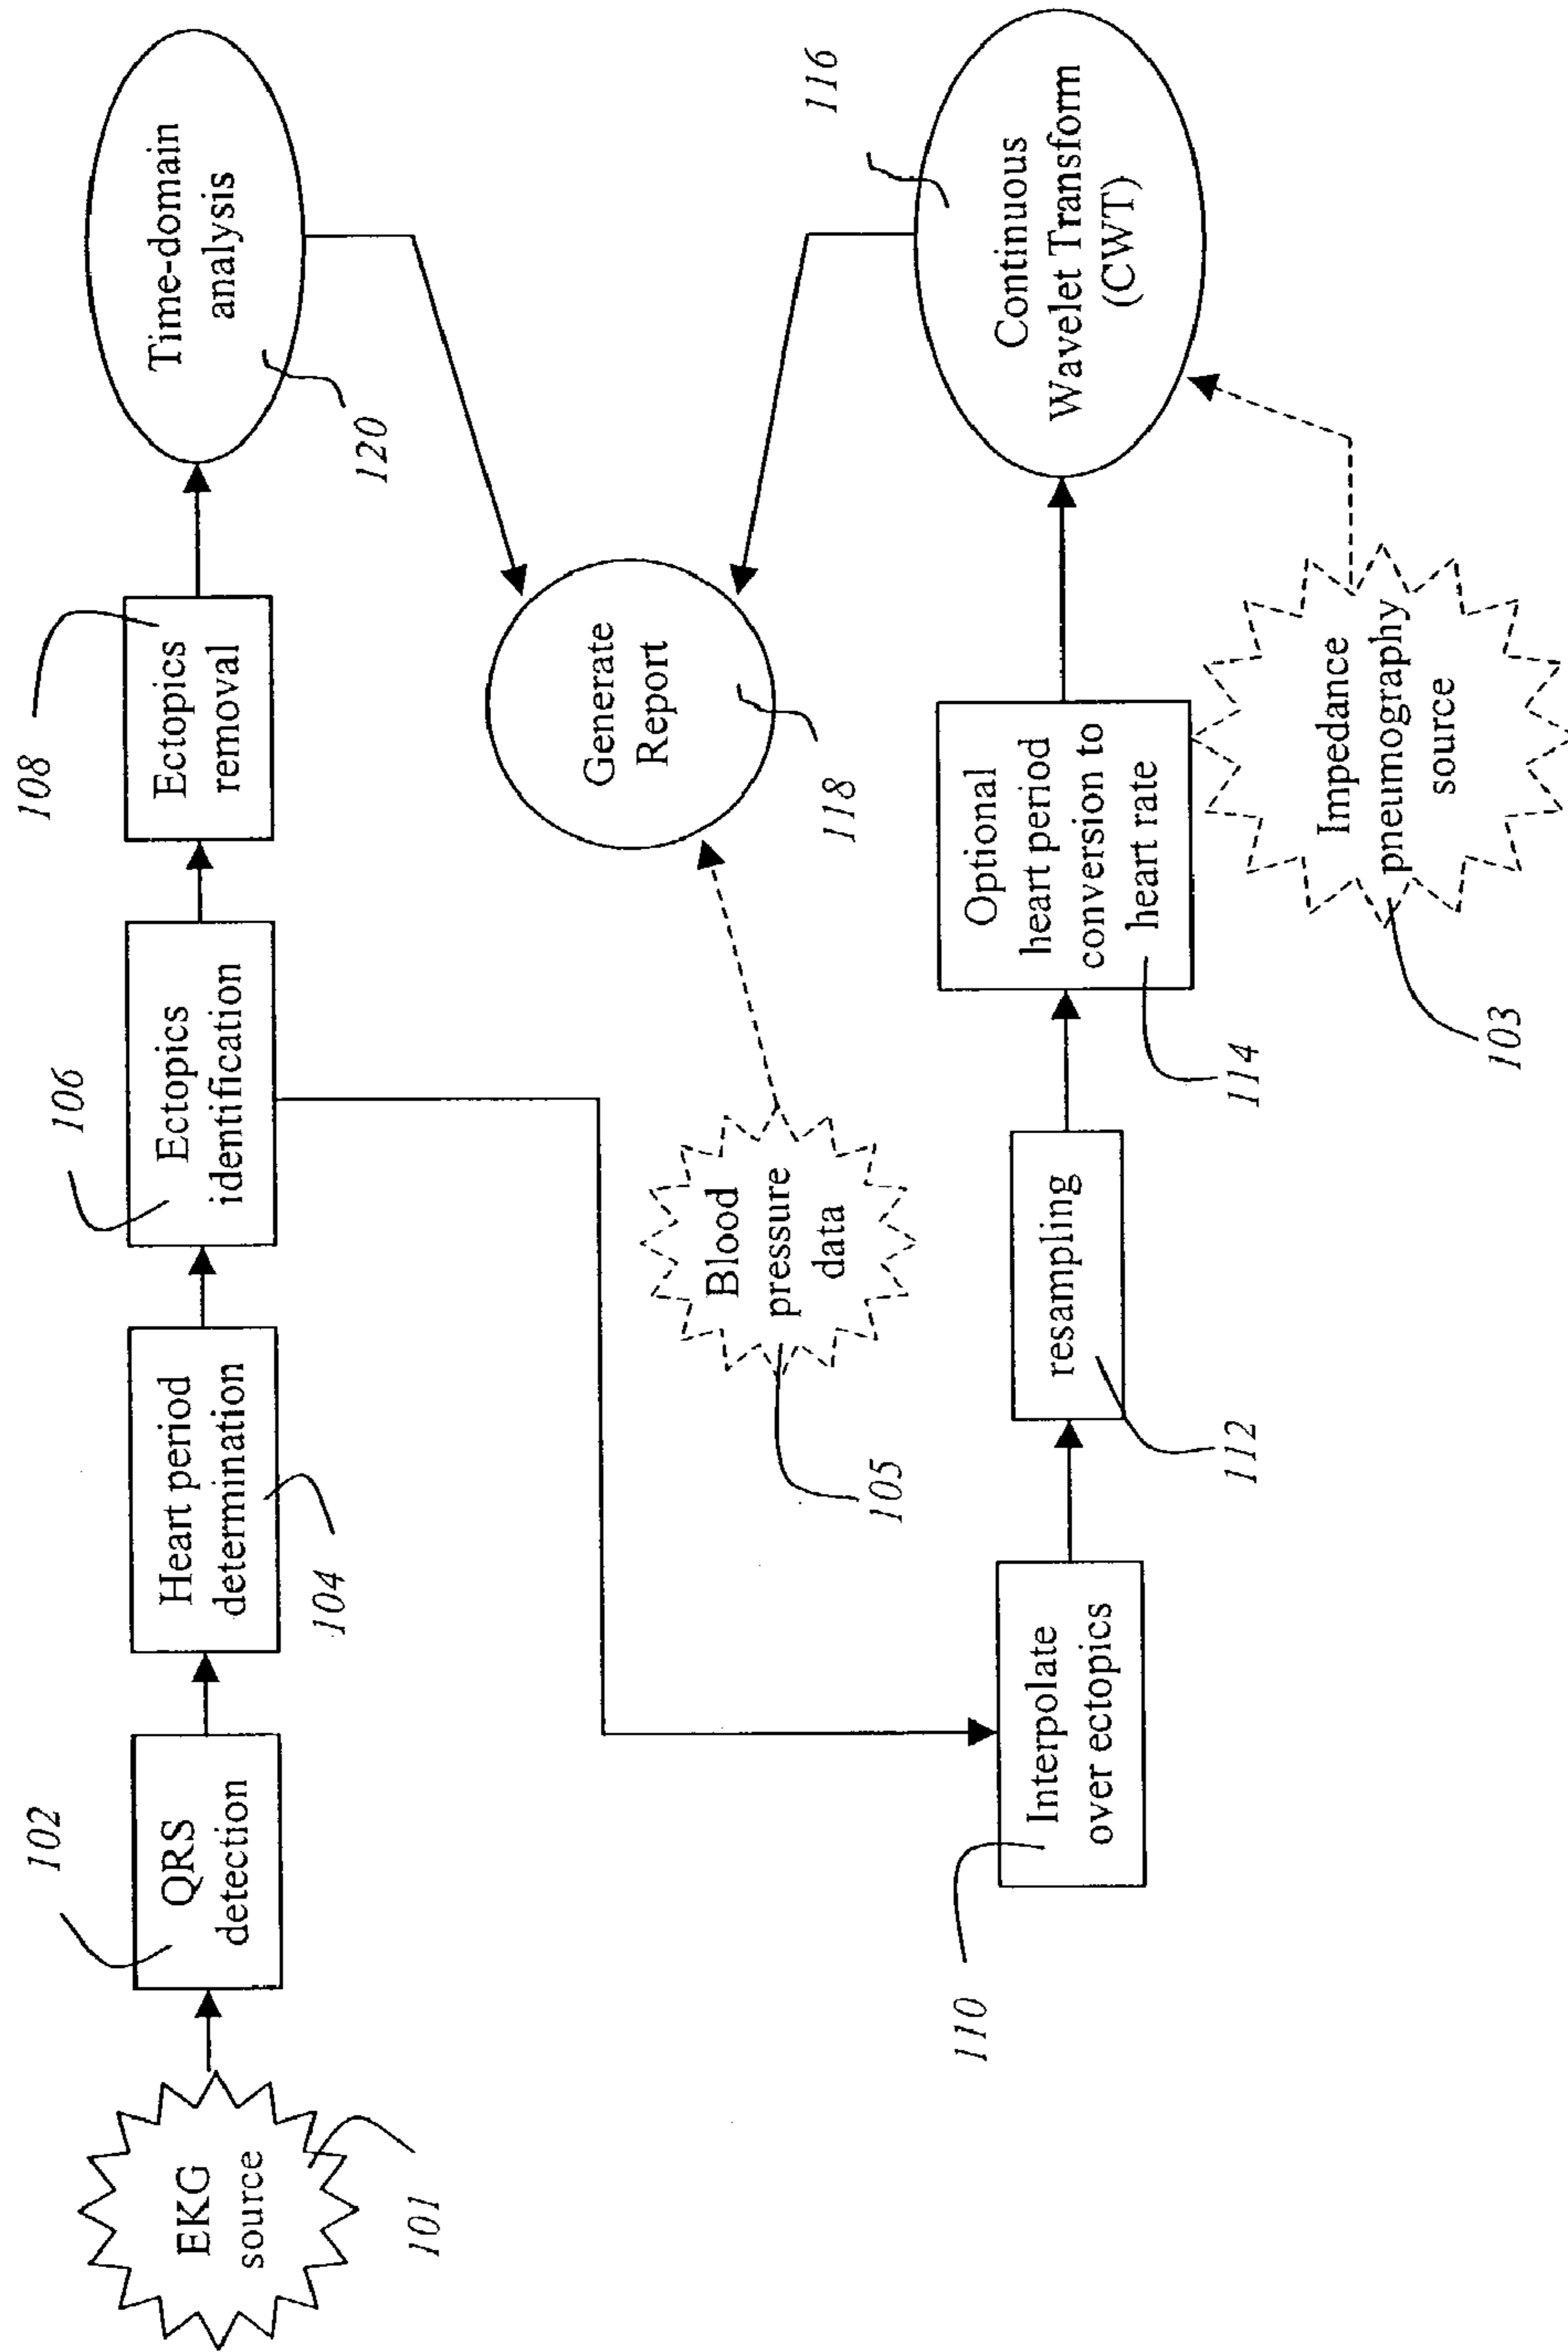 EKG
source
101
102
QRS
detection
Heart period
determination
104
106
Ectopics
identification
108
Ectopics
removal
Time-domain
analysis
120
Generate
Report
118
Blood
pressure
data
105
Interpolate
over ectopics
110
resampling
112
Optional
heart period
conversion to
heart rate
114
116
Continuous
Wavelet Transform
(CWT)
Impedance
pneumography
source
103